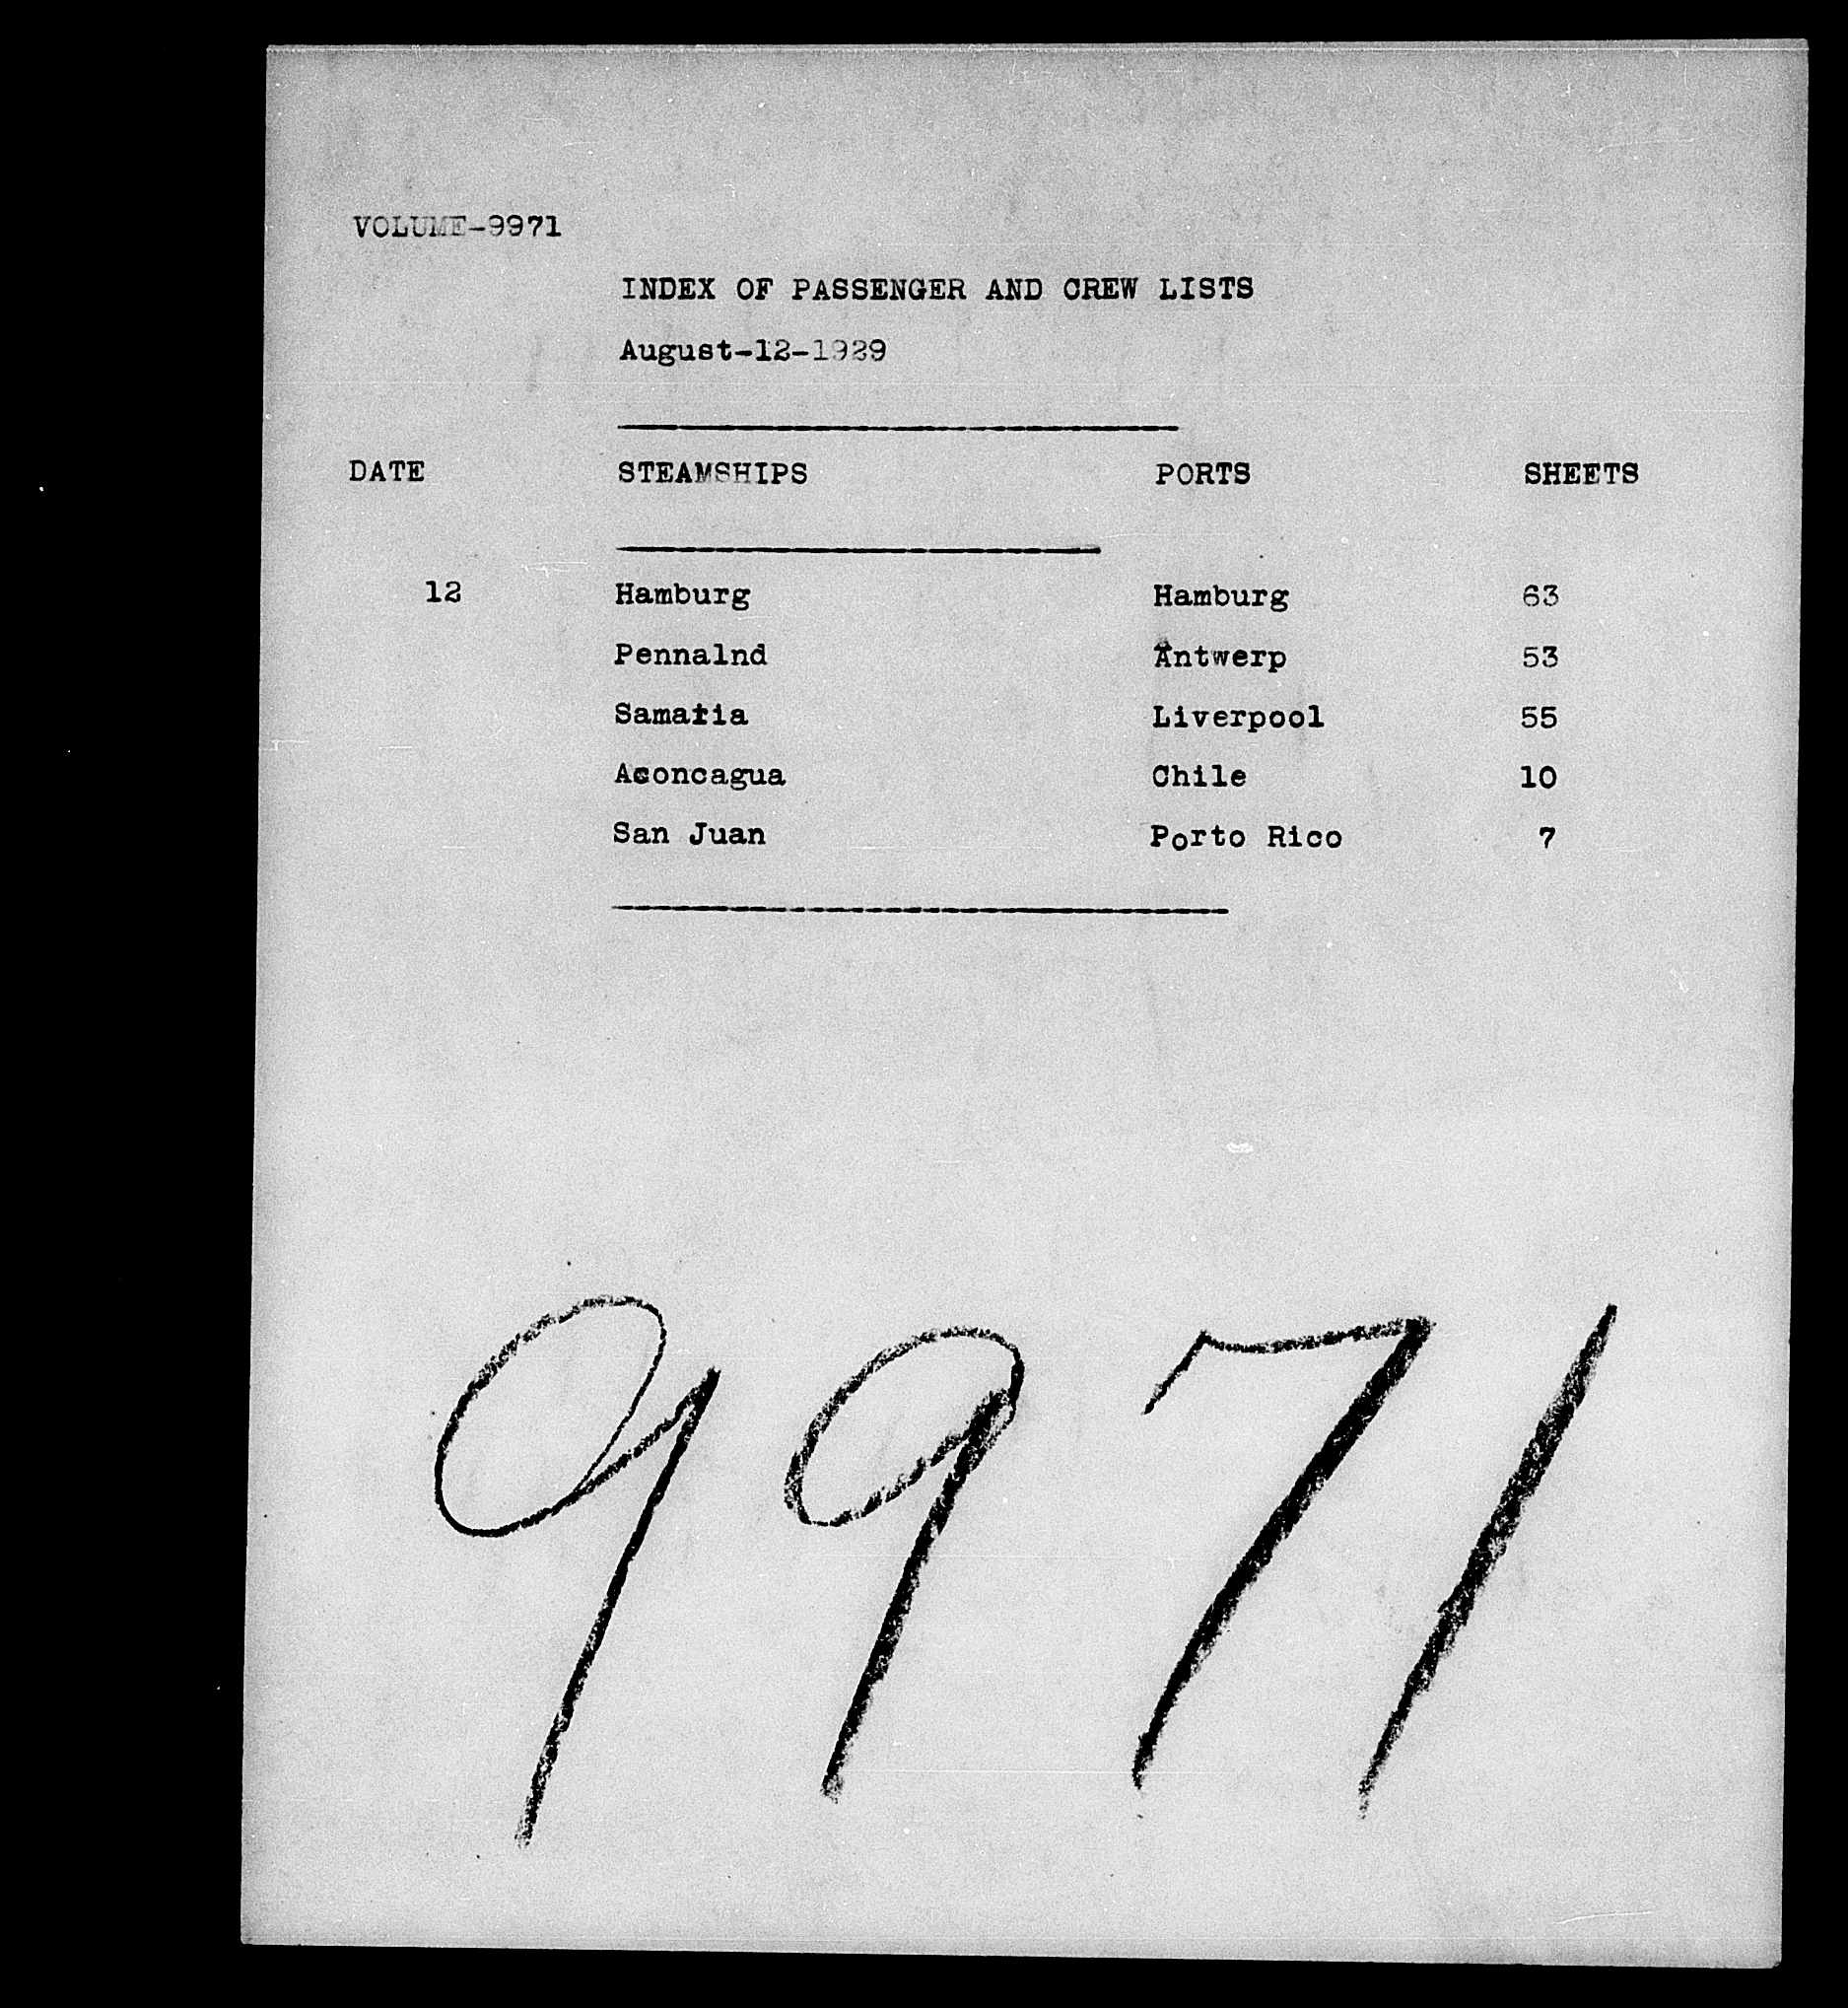 VOLUME-9971
INDEX OF PASSENGER AND CREW LISTS
August-12-1929
DATE STEAMSHIPS PORTS SHEETS
12 Hamburg Hamburg 63
Pennalnd Antwerp 53
Samaria Liverpool 55
Aconcagua Chile 10
San Juan Porto Rico 7
9971